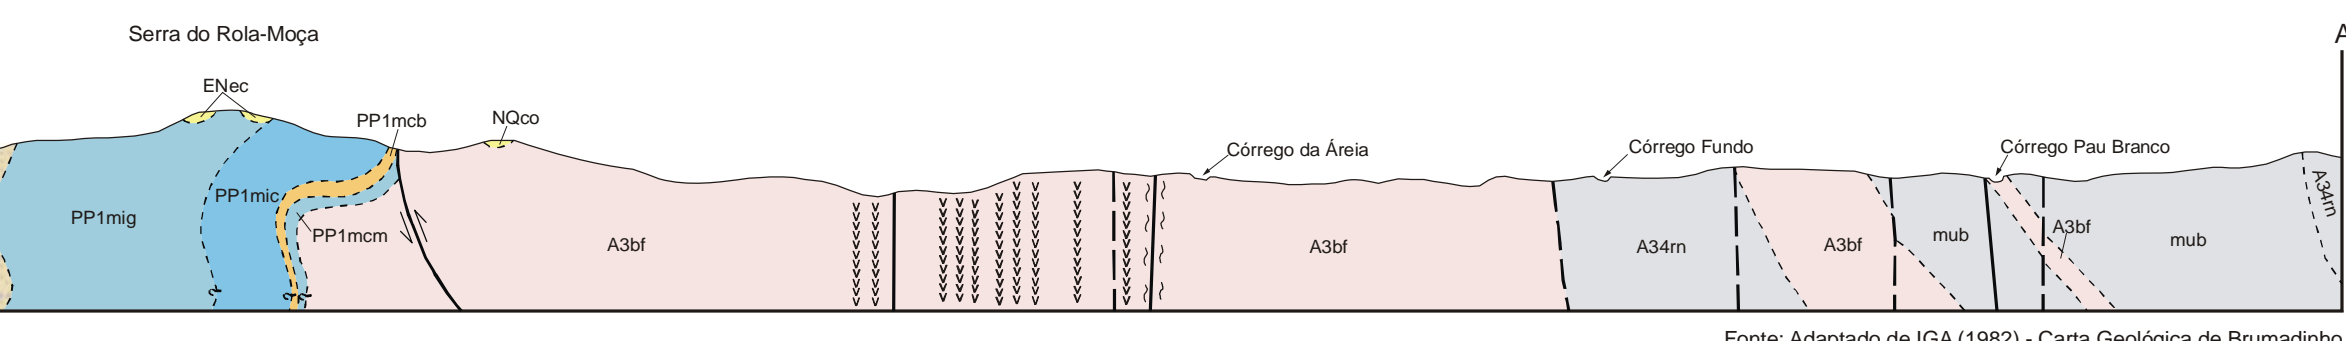 Serra do Rola-Moça
A
ENec
NQco
PP1mcb
Córrego da Áreia
Córrego Fundo
Córrego Pau Branco
PP1mic
PP1mig
PP1mcm
A3bf
A3bf
A34rn
A3bf
mub
A3bf
mub
A34rn
Fonte: Adaptado de IGA (1982) - Carta Geológica de Brumadinho